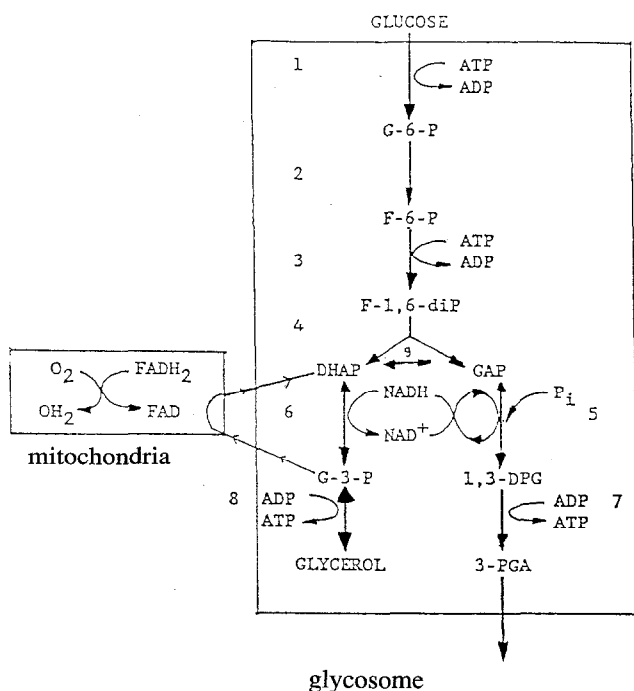 GLUCOSE
1
ATP
ADP
G-6-P
2
F-6-P
3
ATP
ADP
F-1,6-diP
4
9
DHAP
GAP
O2
FADH2
OH2
FAD
mitochondria
6
NADH
NAD+
Pi
5
G-3-P
1,3-DPG
8
ADP
ATP
ADP
ATP
7
GLYCEROL
3-PGA
glycosome